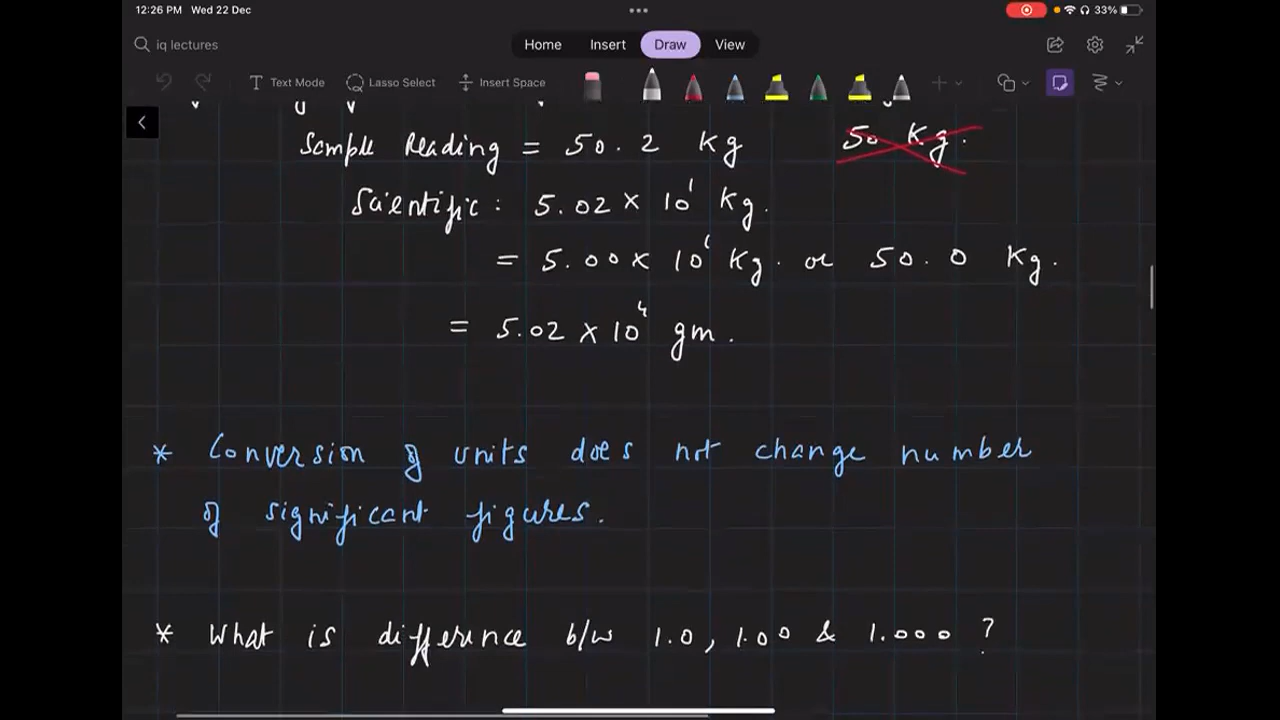 12:26 PM Wed 22 Dec
33%
iq lectures
Home Insert Draw View
Text Mode Lasso Select Insert Space
Sample Reading = 50.2 Kg 50 Kg.
Scientific: 5.02 × 10¹ Kg.
= 5.00 × 10¹ Kg. or 50.0 Kg.
= 5.02 × 10⁴ gm.
* Conversion of units does not change number
of significant figures.
* What is difference b/w 1.0, 1.00 & 1.000 ?